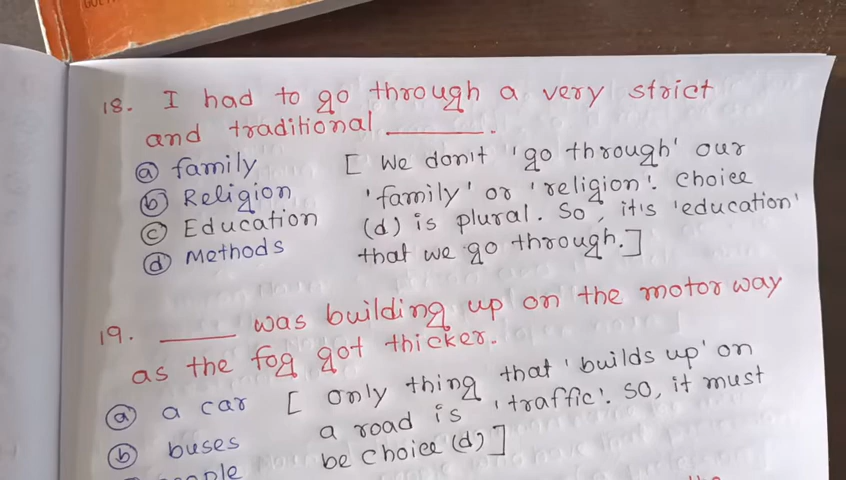 18. I had to go through a very strict
and traditional ______.
(a) family
(b) Religion
(c) Education
(d) Methods
[ We don't 'go through' our
'family' or 'religion'. Choice
(d) is plural. So, it's 'education'
that we go through.]
19. ______ was building up on the motor way
as the fog got thicker.
(a) a car
(b) buses
[ Only thing that 'builds up' on
a road is 'traffic'. So, it must
be choice (d)]